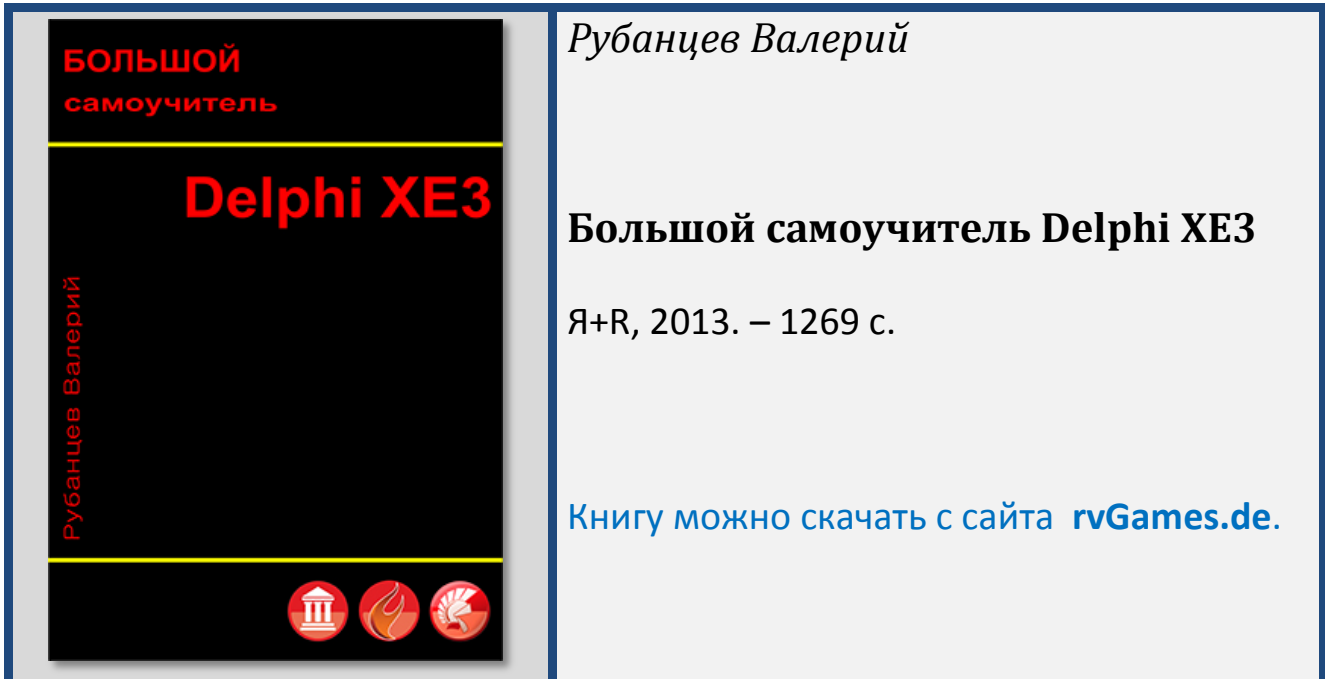 БОЛЬШОЙ
самоучитель
Delphi XE3
Рубанцев Валерий
Рубанцев Валерий
Большой самоучитель Delphi XE3
Я+R, 2013. – 1269 с.
Книгу можно скачать с сайта rvGames.de.